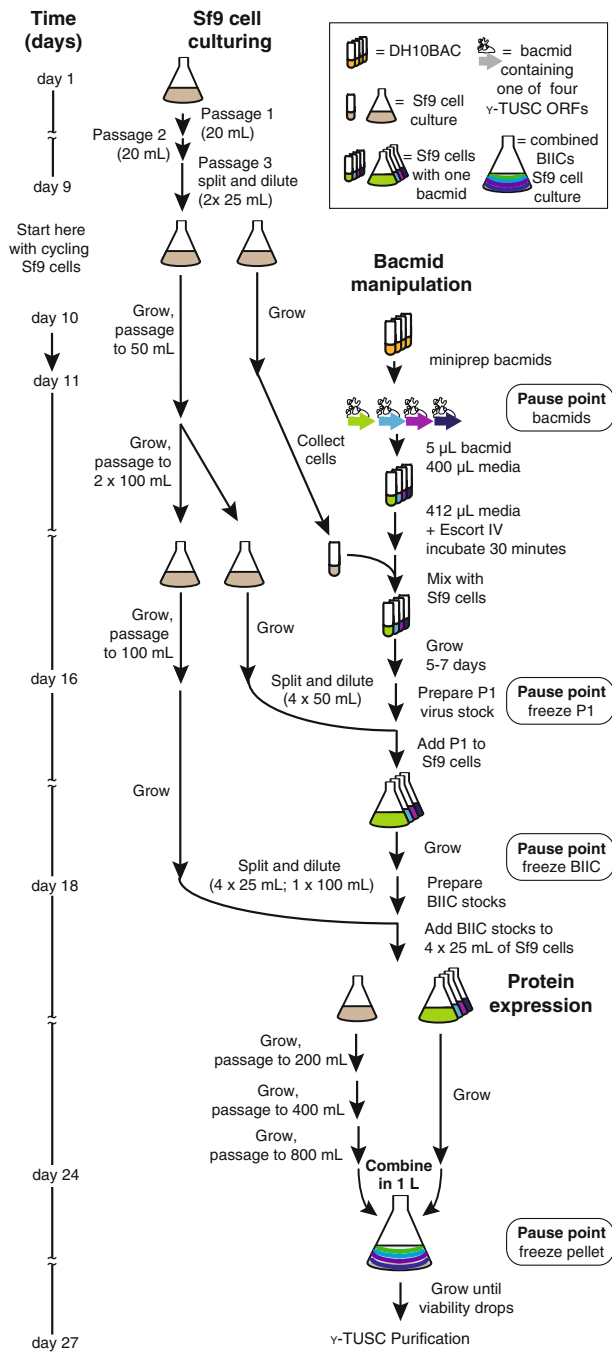 Time
(days)
Sf9 cell
culturing
day 1
Passage 1
(20 mL)
Passage 2
(20 mL)
Passage 3
split and dilute
(2x 25 mL)
day 9
= DH10BAC
= bacmid
containing
one of four
γ-TUSC ORFs
= Sf9 cell
culture
= Sf9 cells
with one
bacmid
= combined
BIICs
Sf9 cell
culture
Start here
with cycling
Sf9 cells
Bacmid
manipulation
Grow,
passage
to 50 mL
Grow
day 10
day 11
miniprep bacmids
Pause point
bacmids
Grow,
passage to
2 x 100 mL
Collect
cells
5 µL bacmid
400 µL media
412 µL media
+ Escort IV
incubate 30 minutes
Mix with
Sf9 cells
Grow,
passage
to 100 mL
Grow
Grow
5-7 days
day 16
Split and dilute
(4 x 50 mL)
Prepare P1
virus stock
Pause point
freeze P1
Add P1 to
Sf9 cells
Grow
Grow
Pause point
freeze BIIC
day 18
Split and dilute
(4 x 25 mL; 1 x 100 mL)
Prepare
BIIC stocks
Add BIIC stocks to
4 x 25 mL of Sf9 cells
Protein
expression
Grow,
passage to 200 mL
Grow,
passage to 400 mL
Grow
Grow,
passage to 800 mL
day 24
Combine
in 1 L
Pause point
freeze pellet
Grow until
viability drops
day 27
γ-TUSC Purification